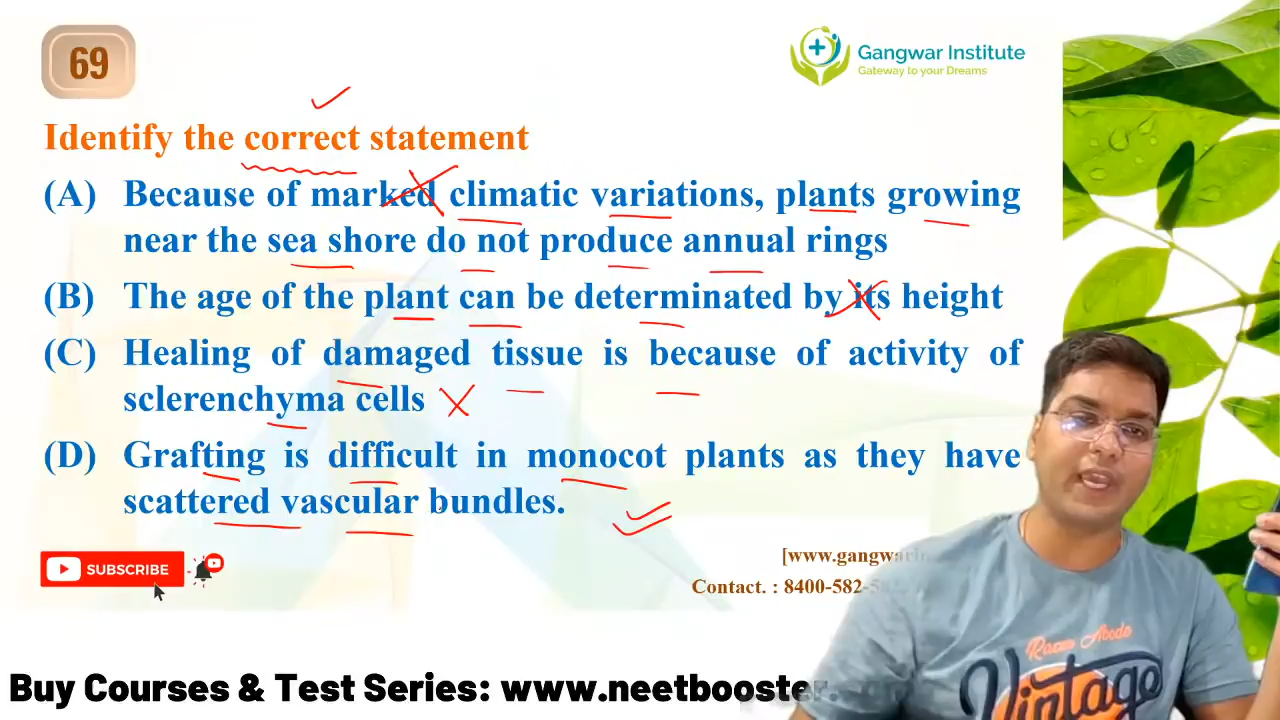 69
Gangwar Institute
Gateway to your Dreams
Identify the correct statement
(A) Because of marked climatic variations, plants growing
near the sea shore do not produce annual rings
(B) The age of the plant can be determinated by its height
(C) Healing of damaged tissue is because of activity of
sclerenchyma cells
(D) Grafting is difficult in monocot plants as they have
scattered vascular bundles.
SUBSCRIBE
Contact. : 8400-582-
Buy Courses & Test Series: www.neetbooster.
Racus Abode
Vintage